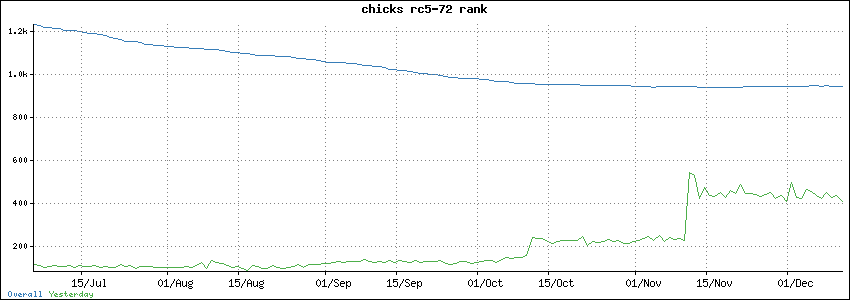 chicks rc5-72 rank
1.2k
1.0k
800
600
400
200
15/Jul 01/Aug 15/Aug 01/Sep 15/Sep 01/Oct 15/Oct 01/Nov 15/Nov 01/Dec
Overall Yesterday